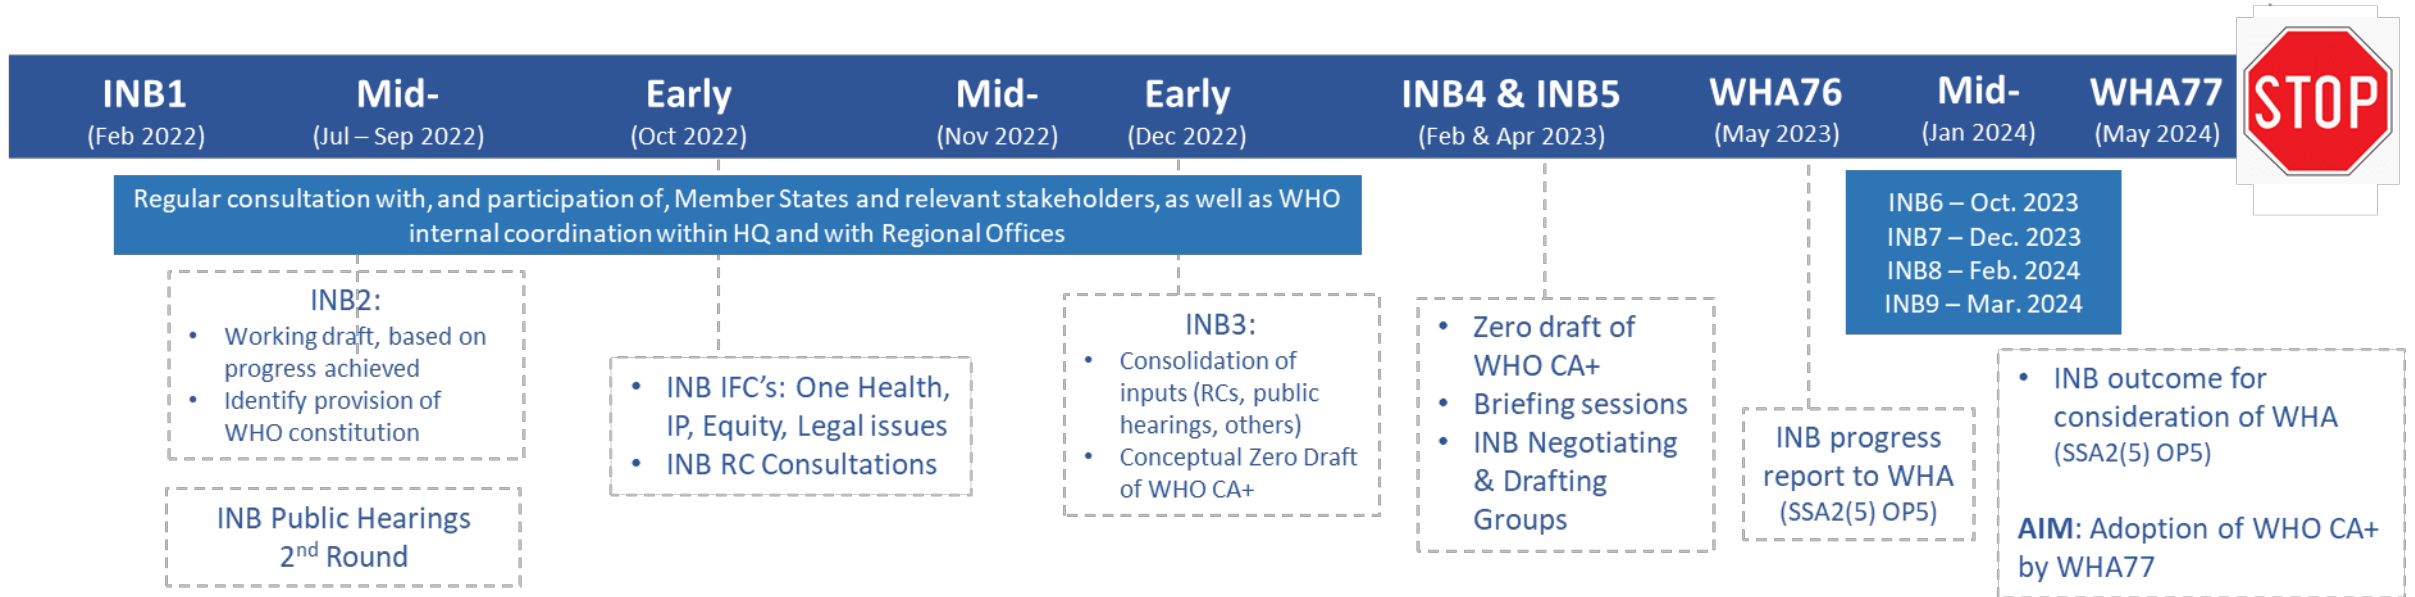 INB1
(Feb 2022)
Mid-
(Jul – Sep 2022)
Early
(Oct 2022)
Mid-
(Nov 2022)
Early
(Dec 2022)
INB4 & INB5
(Feb & Apr 2023)
WHA76
(May 2023)
Mid-
(Jan 2024)
WHA77
(May 2024)
STOP
Regular consultation with, and participation of, Member States and relevant stakeholders, as well as WHO
internal coordination within HQ and with Regional Offices
INB2:
• Working draft, based on
progress achieved
• Identify provision of
WHO constitution
INB Public Hearings
2nd Round
• INB IFC’s: One Health,
IP, Equity, Legal issues
• INB RC Consultations
INB3:
• Consolidation of
inputs (RCs, public
hearings, others)
• Conceptual Zero Draft
of WHO CA+
• Zero draft of
WHO CA+
• Briefing sessions
• INB Negotiating
& Drafting
Groups
INB progress
report to WHA
(SSA2(5) OP5)
INB6 – Oct. 2023
INB7 – Dec. 2023
INB8 – Feb. 2024
INB9 – Mar. 2024
• INB outcome for
consideration of WHA
(SSA2(5) OP5)
AIM: Adoption of WHO CA+
by WHA77